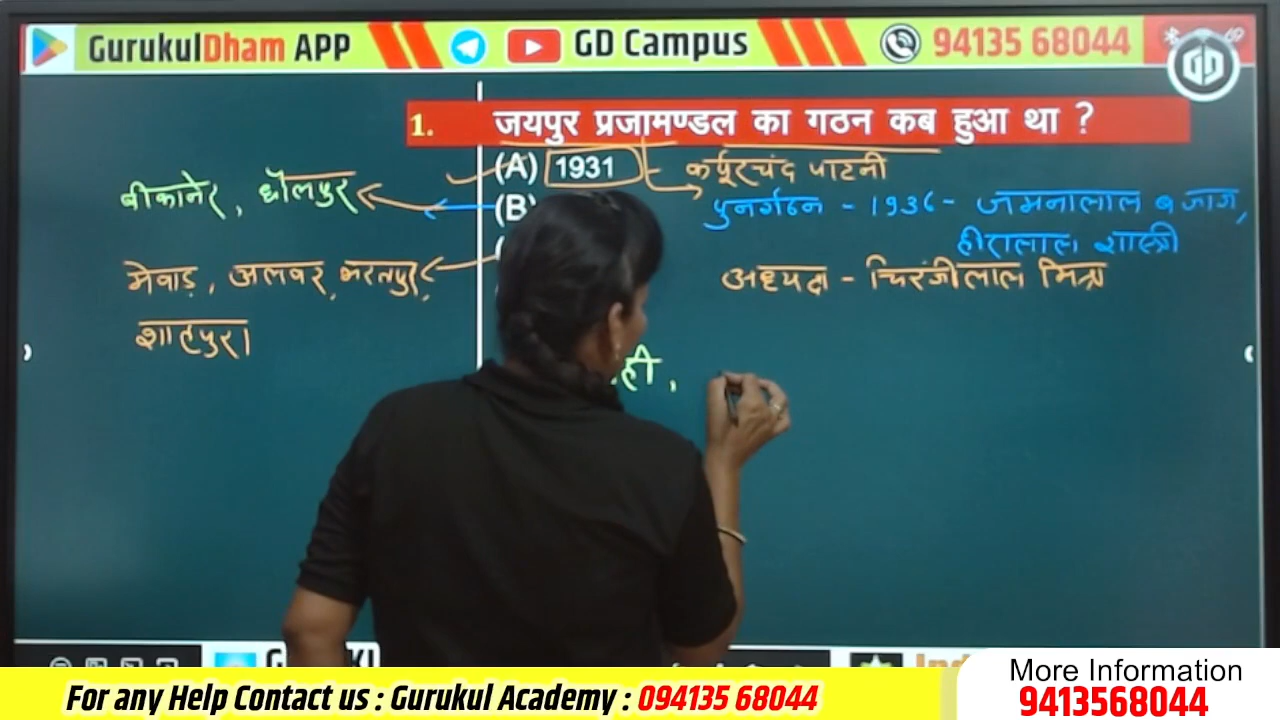 GurukulDham APP GD Campus 94135 68044
1. जयपुर प्रजामण्डल का गठन कब हुआ था ?
(A) 1931 - कर्पूरचंद पाटनी
बीकानेर, धौलपुर (B) पुनर्गठन - 1936 - जमनालाल बजाज,
हीरालाल शास्त्री
मेवाड़, अलवर, भरतपुर, अध्यक्ष - चिरंजीलाल मिश्र
शाहपुरा
ही,
For any Help Contact us : Gurukul Academy : 094135 68044
More Information
9413568044